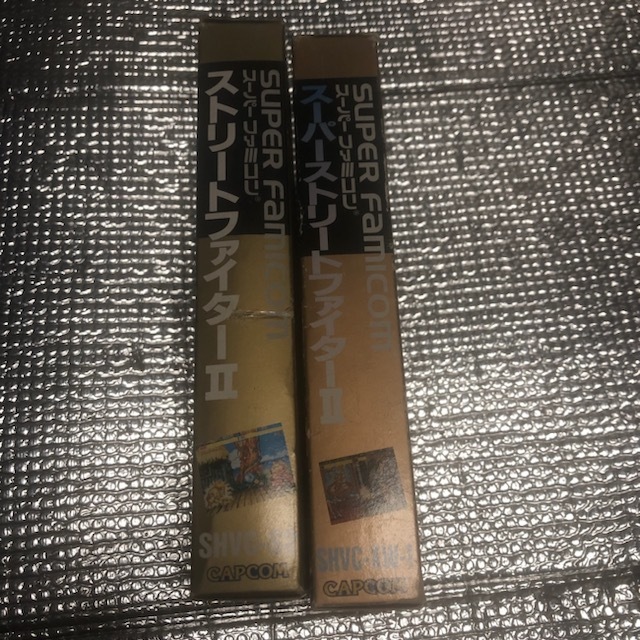 SUPER Famicom
スーパーファミコン
ストリートファイターII
CAPCOM
SUPER Famicom
スーパーファミコン
スーパーストリートファイターII
CAPCOM